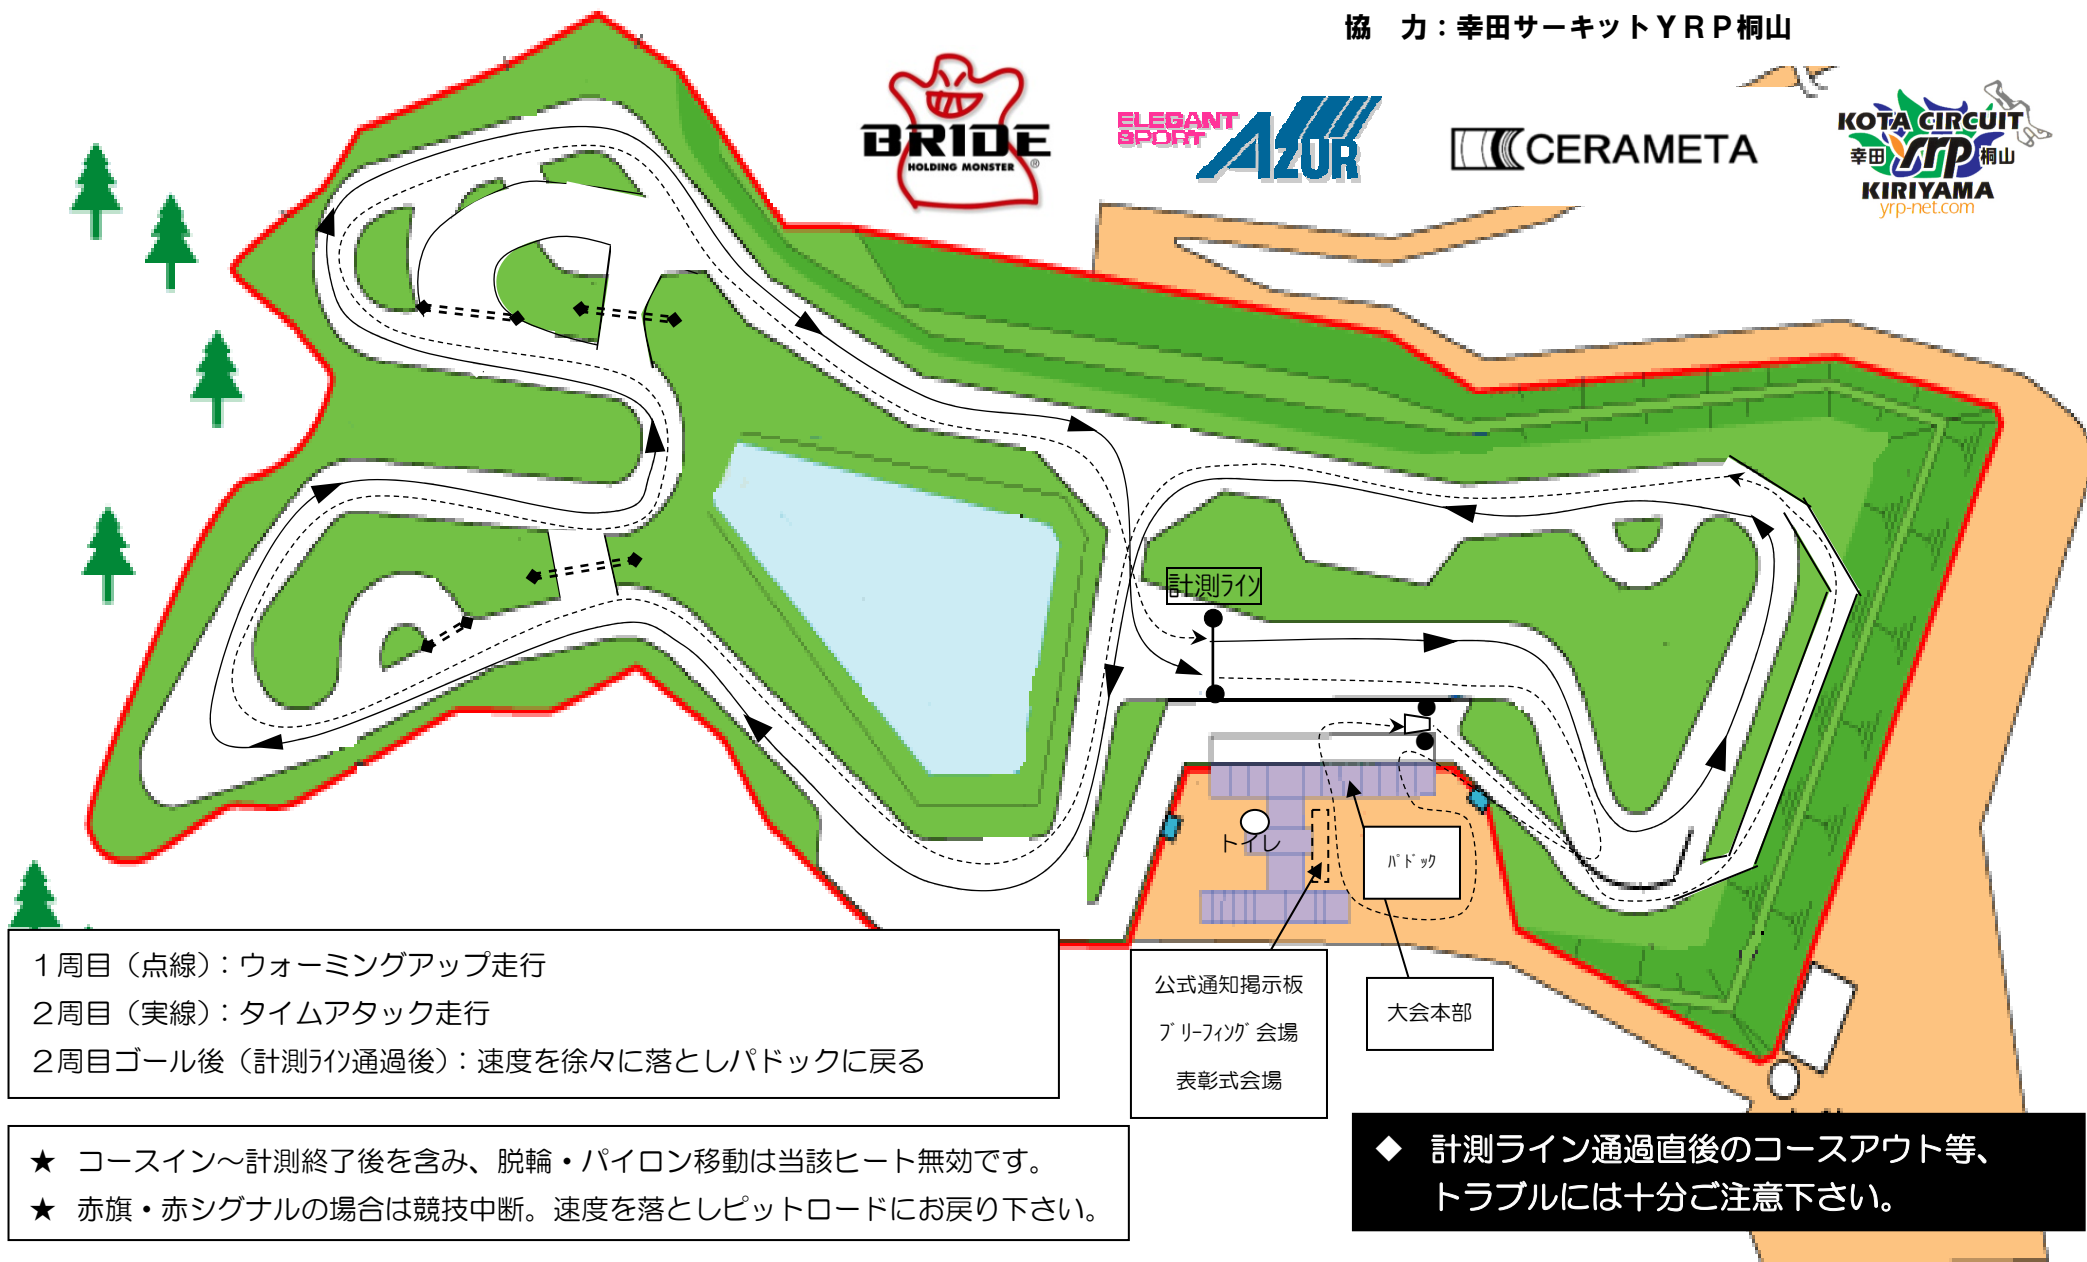 協　力：幸田サーキットＹＲＰ桐山
BRIDE
HOLDING MONSTER
®
ELEGANT
SPORT
AZUR
CERAMETA
KOTA CIRCUIT
幸田 yrp 桐山
KIRIYAMA
yrp-net.com
計測ﾗｲﾝ
トイレ
ﾊﾟﾄﾞｯｸ
公式通知掲示板
ﾌﾞﾘｰﾌｨﾝｸﾞ会場
表彰式会場
大会本部
１周目（点線）：ウォーミングアップ走行
２周目（実線）：タイムアタック走行
２周目ゴール後（計測ﾗｲﾝ通過後）：速度を徐々に落としパドックに戻る
★　コースイン～計測終了後を含み、脱輪・パイロン移動は当該ヒート無効です。
★　赤旗・赤シグナルの場合は競技中断。速度を落としピットロードにお戻り下さい。
◆　計測ライン通過直後のコースアウト等、
トラブルには十分ご注意下さい。